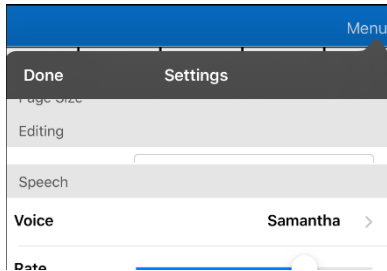 Menu
Done Settings
Page Size
Editing
Speech
Voice Samantha
Rate